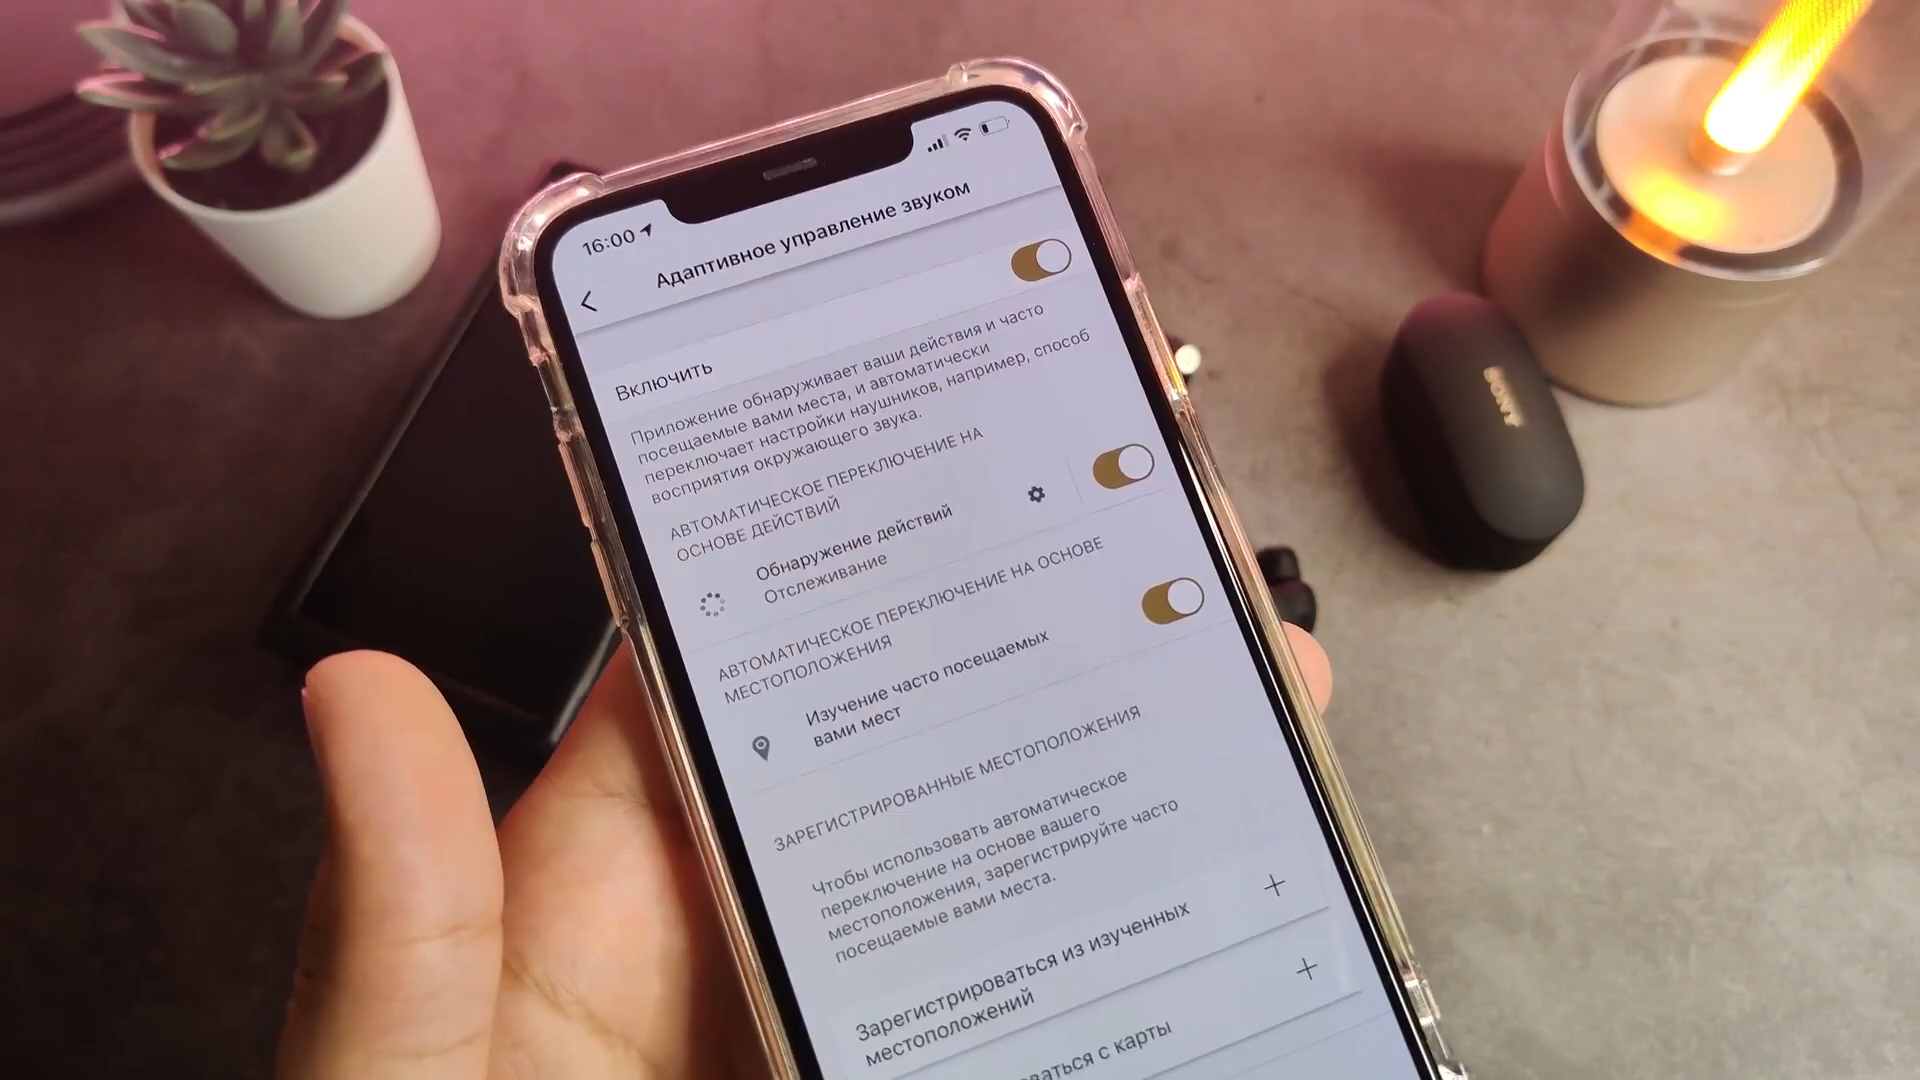 16:00
Адаптивное управление звуком
Включить
Приложение обнаруживает ваши действия и часто
посещаемые вами места, и автоматически
переключает настройки наушников, например, способ
восприятия окружающего звука.
АВТОМАТИЧЕСКОЕ ПЕРЕКЛЮЧЕНИЕ НА
ОСНОВЕ ДЕЙСТВИЙ
Обнаружение действий
Отслеживание
АВТОМАТИЧЕСКОЕ ПЕРЕКЛЮЧЕНИЕ НА ОСНОВЕ
МЕСТОПОЛОЖЕНИЯ
Изучение часто посещаемых
вами мест
ЗАРЕГИСТРИРОВАННЫЕ МЕСТОПОЛОЖЕНИЯ
Чтобы использовать автоматическое
переключение на основе вашего
местоположения, зарегистрируйте часто
посещаемые вами места.
Зарегистрироваться из изученных
местоположений
с карты
SONY